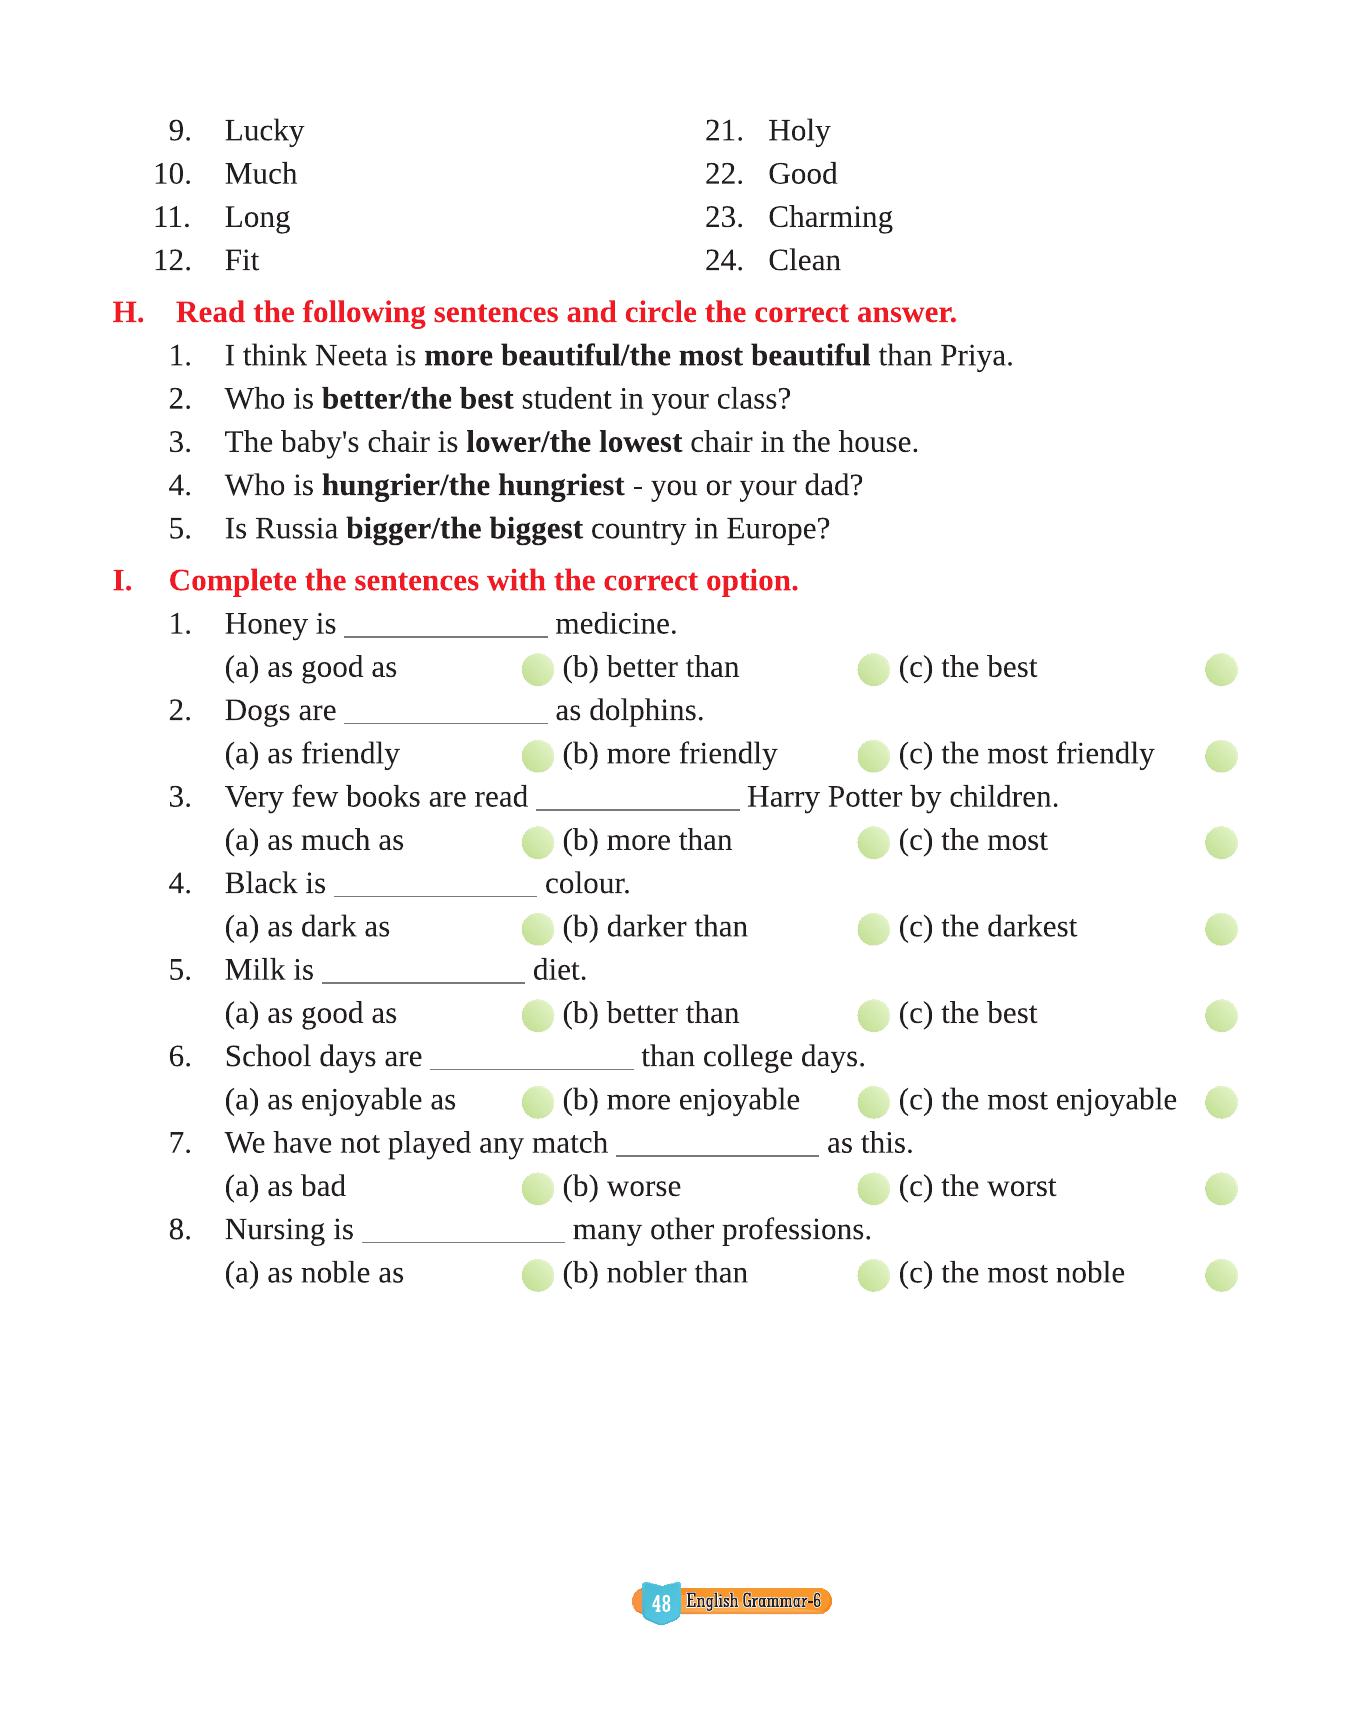 9. Lucky
10. Much
11. Long
12. Fit
21. Holy
22. Good
23. Charming
24. Clean
H. Read the following sentences and circle the correct answer.
1. I think Neeta is more beautiful/the most beautiful than Priya.
2. Who is better/the best student in your class?
3. The baby's chair is lower/the lowest chair in the house.
4. Who is hungrier/the hungriest - you or your dad?
5. Is Russia bigger/the biggest country in Europe?
I. Complete the sentences with the correct option.
1. Honey is _____________ medicine.
(a) as good as (b) better than (c) the best
2. Dogs are _____________ as dolphins.
(a) as friendly (b) more friendly (c) the most friendly
3. Very few books are read _____________ Harry Potter by children.
(a) as much as (b) more than (c) the most
4. Black is _____________ colour.
(a) as dark as (b) darker than (c) the darkest
5. Milk is _____________ diet.
(a) as good as (b) better than (c) the best
6. School days are _____________ than college days.
(a) as enjoyable as (b) more enjoyable (c) the most enjoyable
7. We have not played any match _____________ as this.
(a) as bad (b) worse (c) the worst
8. Nursing is _____________ many other professions.
(a) as noble as (b) nobler than (c) the most noble
48 English Grammar-6